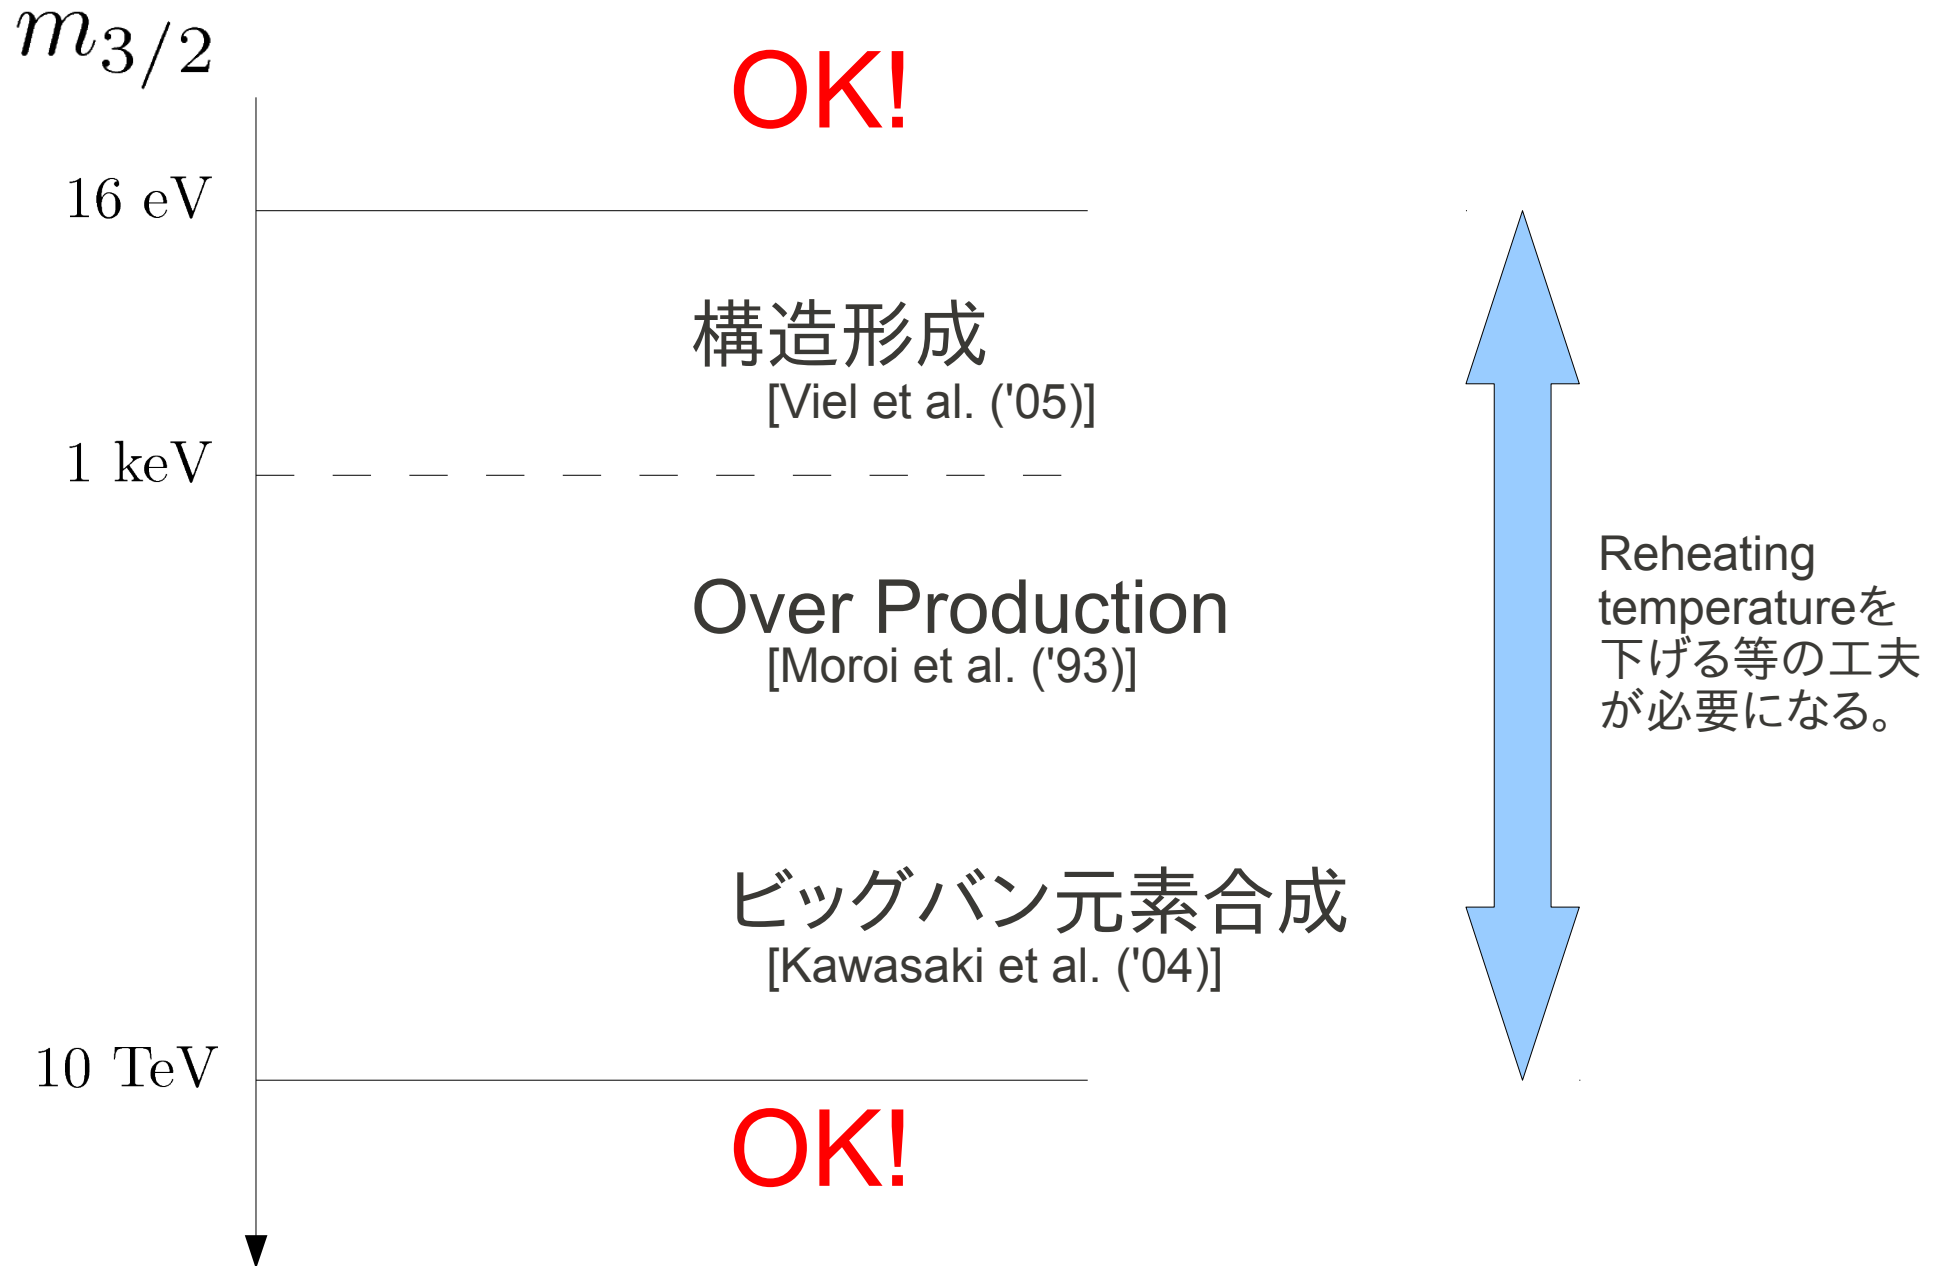 m3/2
OK!
16 eV
構造形成
[Viel et al. ('05)]
1 keV
Over Production
[Moroi et al. ('93)]
Reheating
temperatureを
下げる等の工夫
が必要になる。
ビッグバン元素合成
[Kawasaki et al. ('04)]
10 TeV
OK!